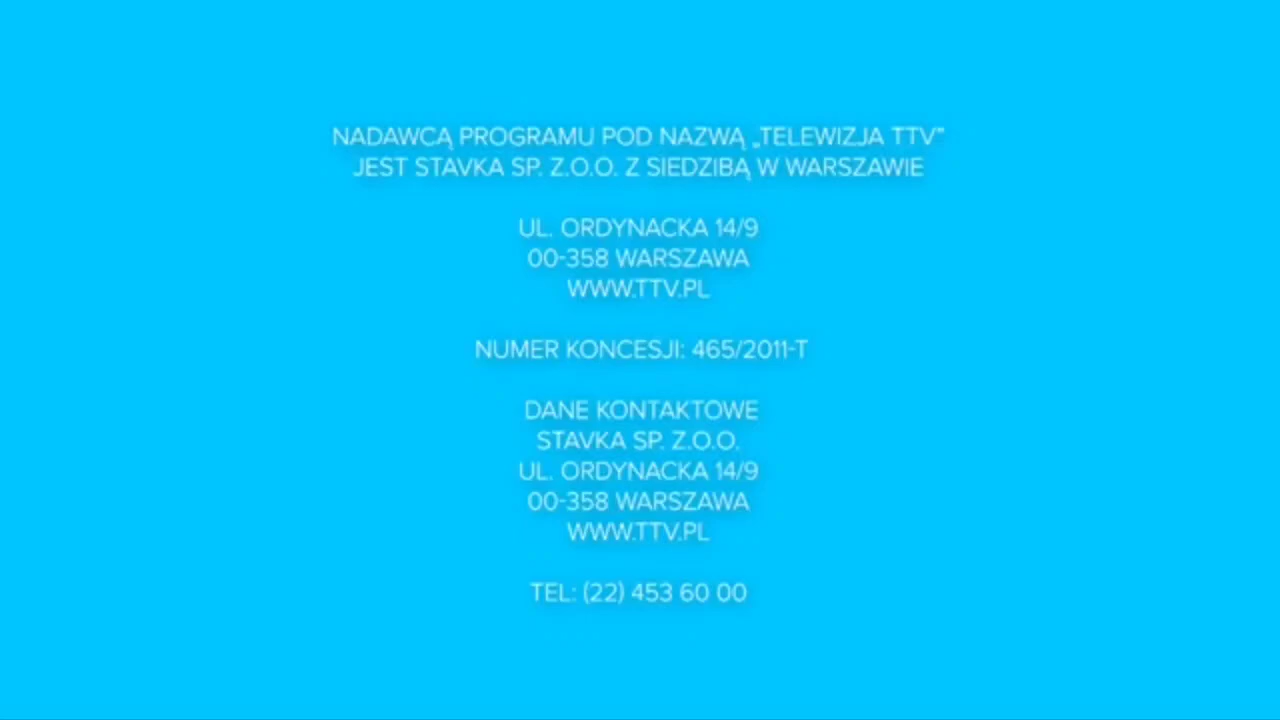 NADAWCĄ PROGRAMU POD NAZWĄ „TELEWIZJA TTV”
JEST STAVKA SP. Z.O.O. Z SIEDZIBĄ W WARSZAWIE
UL. ORDYNACKA 14/9
00-358 WARSZAWA
WWW.TTV.PL
NUMER KONCESJI: 465/2011-T
DANE KONTAKTOWE
STAVKA SP. Z.O.O.
UL. ORDYNACKA 14/9
00-358 WARSZAWA
WWW.TTV.PL
TEL: (22) 453 60 00